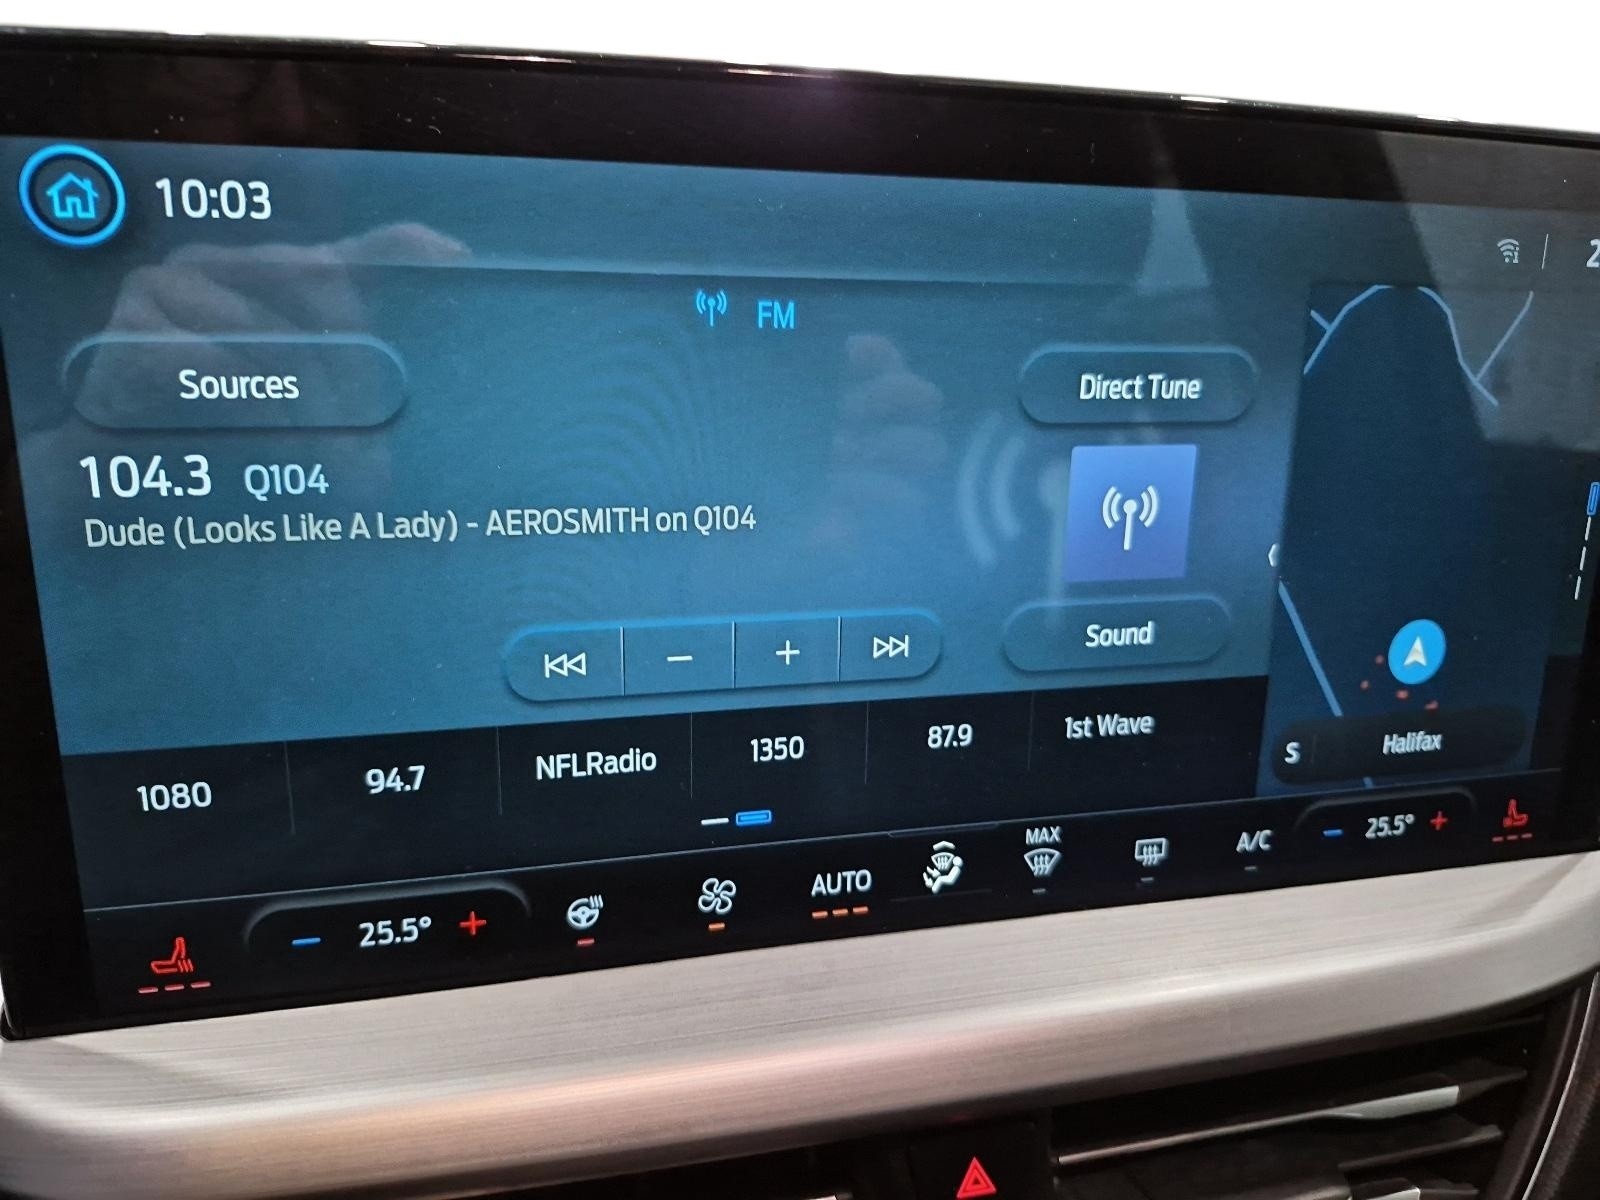 10:03
2
FM
Sources
Direct Tune
104.3 Q104
Dude (Looks Like A Lady) - AEROSMITH on Q104
Sound
1080 94.7 NFLRadio 1350 87.9 1st Wave
S Halifax
25.5° AUTO MAX A/C 25.5°